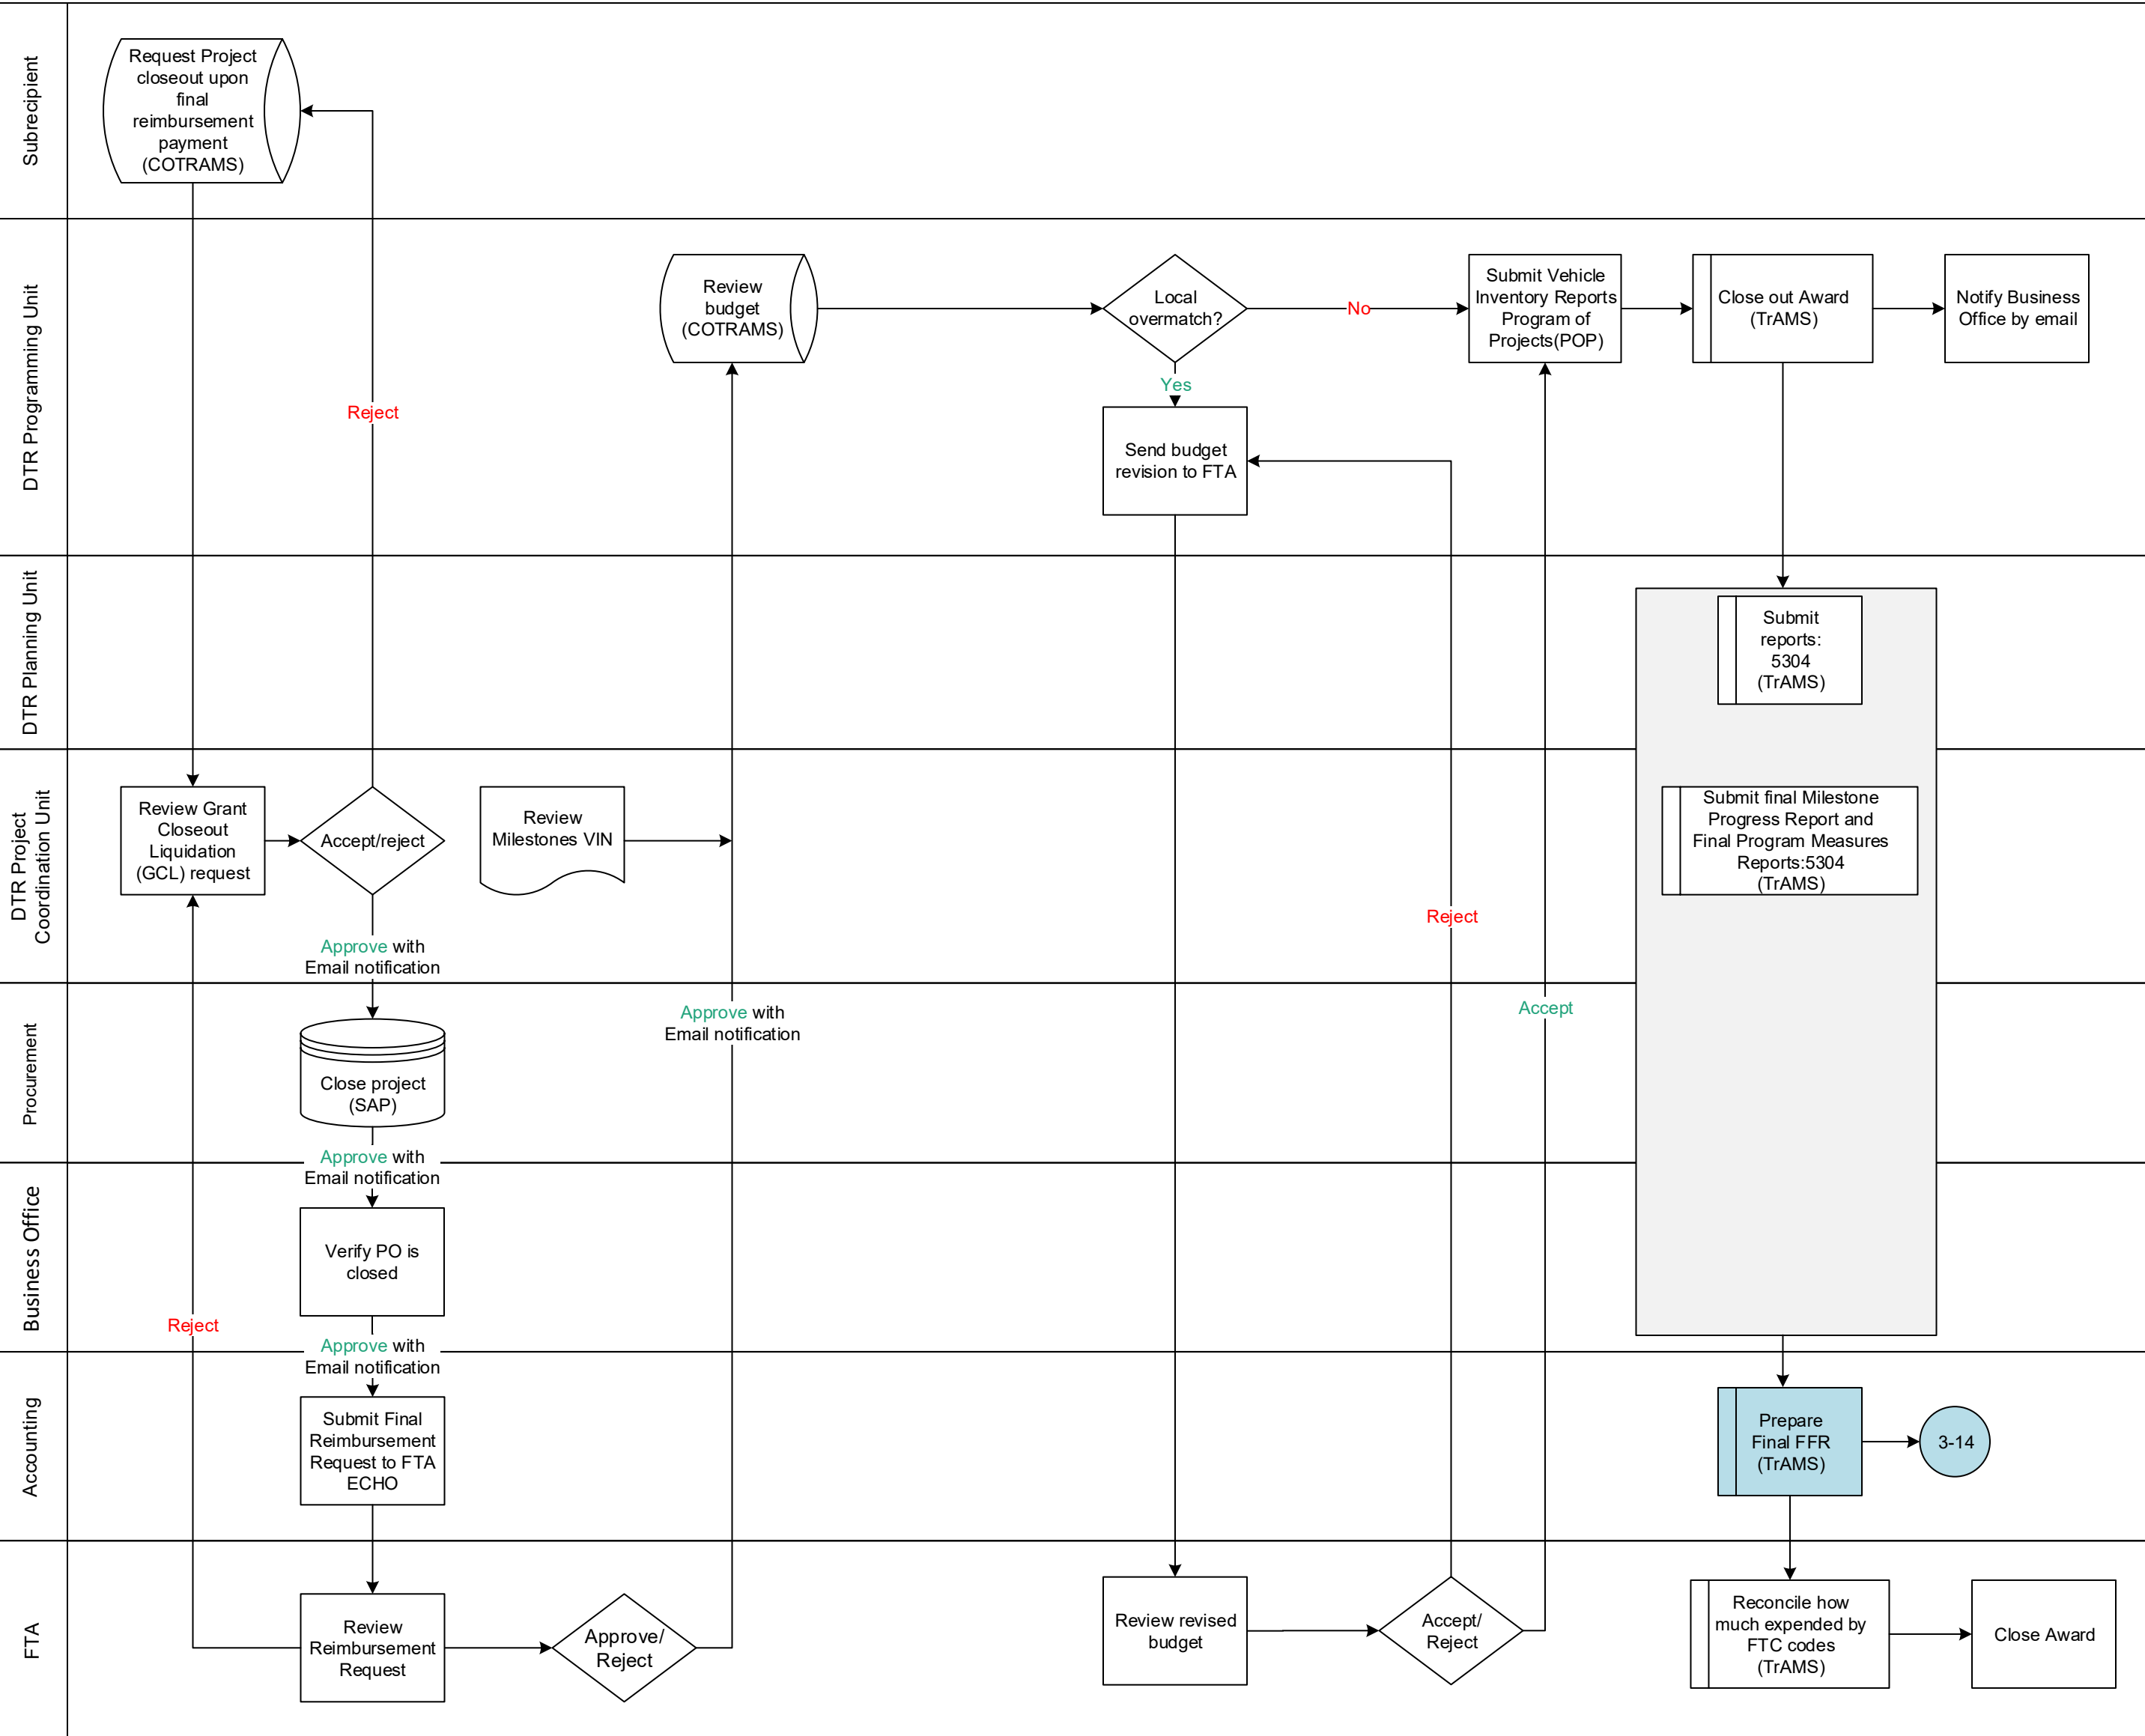 Subrecipient
Request Project
closeout upon
final
reimbursement
payment
(COTRAMS)
DTR Programming Unit
Reject
Review
budget
(COTRAMS)
Local
overmatch?
No
Yes
Send budget
revision to FTA
Submit Vehicle
Inventory Reports
Program of
Projects(POP)
Close out Award
(TrAMS)
Notify Business
Office by email
DTR Planning Unit
Submit
reports:
5304
(TrAMS)
DTR Project
Coordination Unit
Review Grant
Closeout
Liquidation
(GCL) request
Accept/reject
Approve with
Email notification
Review
Milestones VIN
Reject
Submit final Milestone
Progress Report and
Final Program Measures
Reports:5304
(TrAMS)
Procurement
Close project
(SAP)
Approve with
Email notification
Approve with
Email notification
Accept
Business Office
Verify PO is
closed
Reject
Approve with
Email notification
Accounting
Submit Final
Reimbursement
Request to FTA
ECHO
Prepare
Final FFR
(TrAMS)
3-14
FTA
Review
Reimbursement
Request
Approve/
Reject
Review revised
budget
Accept/
Reject
Reconcile how
much expended by
FTC codes
(TrAMS)
Close Award